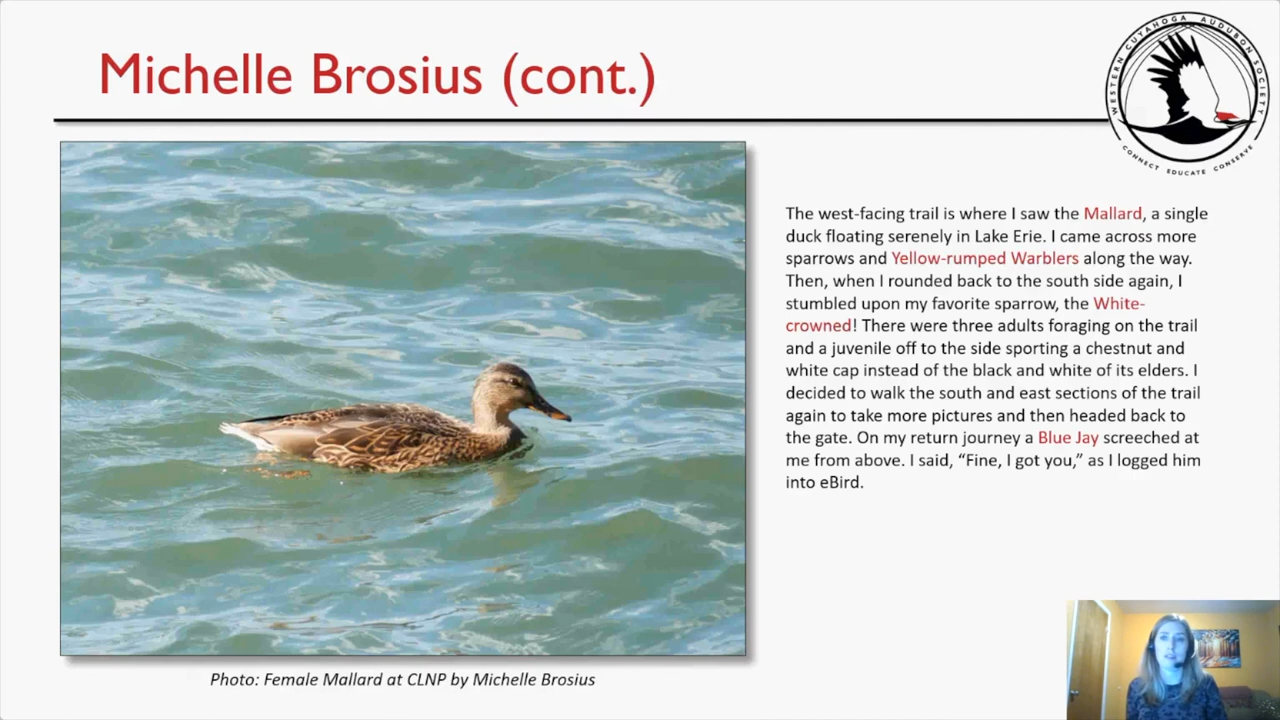 Michelle Brosius (cont.)
WESTERN CUYAHOGA AUDUBON SOCIETY
CONNECT EDUCATE CONSERVE
The west-facing trail is where I saw the Mallard, a single
duck floating serenely in Lake Erie. I came across more
sparrows and Yellow-rumped Warblers along the way.
Then, when I rounded back to the south side again, I
stumbled upon my favorite sparrow, the White-
crowned! There were three adults foraging on the trail
and a juvenile off to the side sporting a chestnut and
white cap instead of the black and white of its elders. I
decided to walk the south and east sections of the trail
again to take more pictures and then headed back to
the gate. On my return journey a Blue Jay screeched at
me from above. I said, “Fine, I got you,” as I logged him
into eBird.
Photo: Female Mallard at CLNP by Michelle Brosius